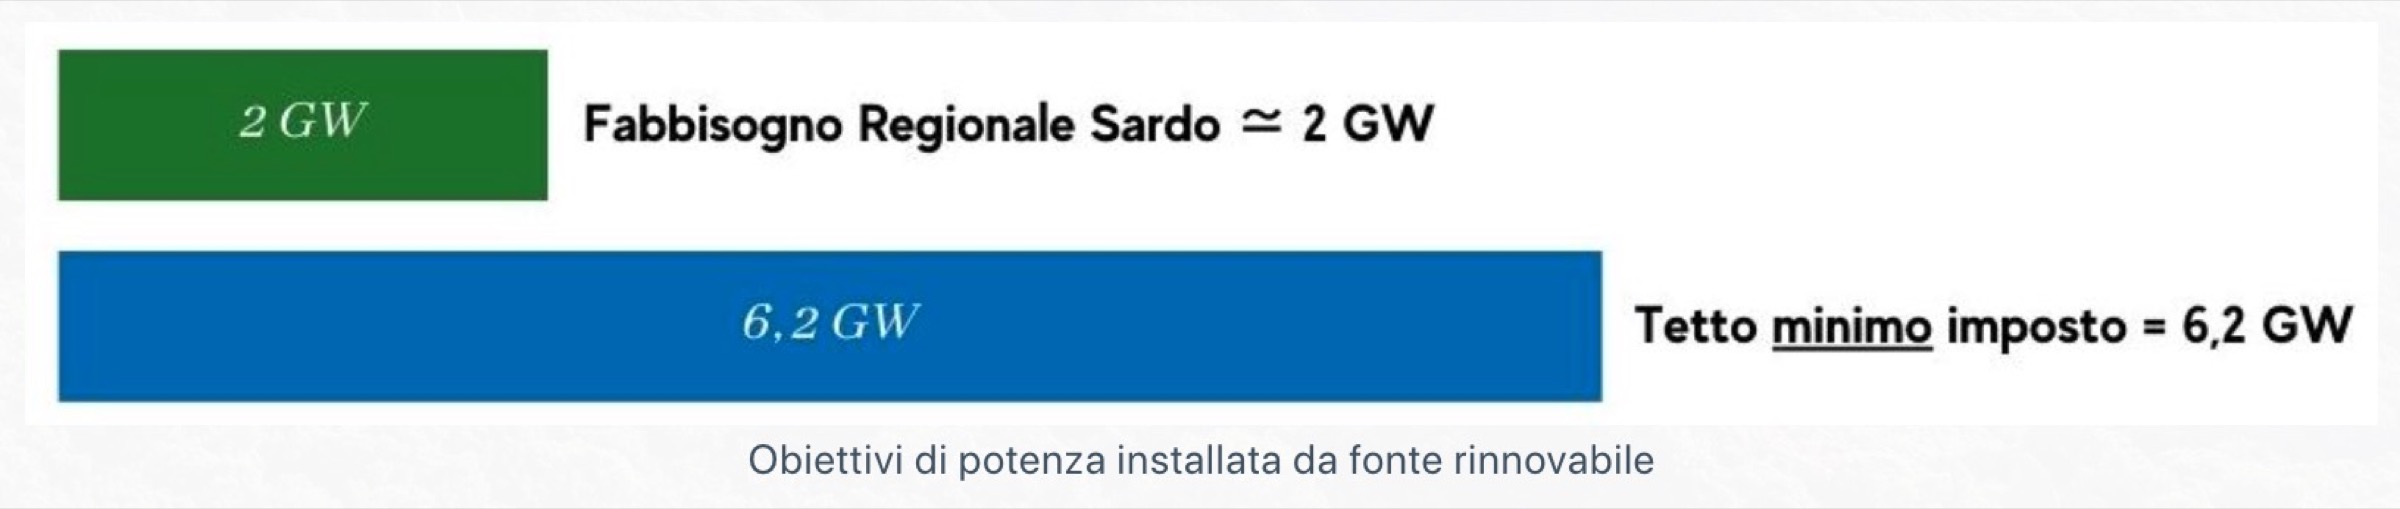 2 GW
Fabbisogno Regionale Sardo ≃ 2 GW
6,2 GW
Tetto minimo imposto = 6,2 GW
Obiettivi di potenza installata da fonte rinnovabile